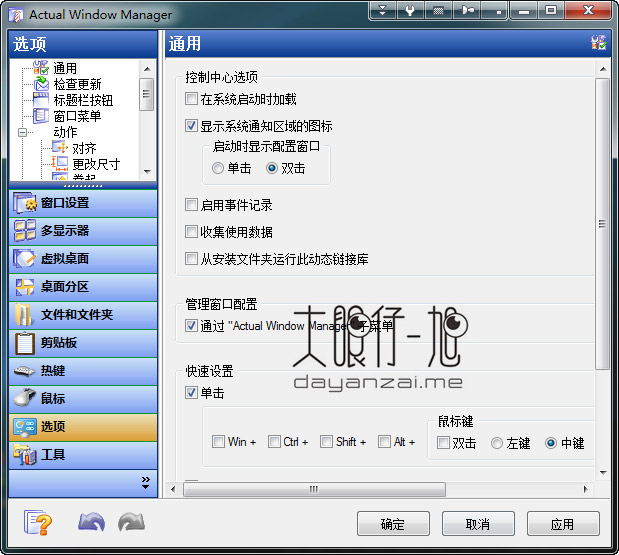 Actual Window Manager
选项
通用
通用
检查更新
标题栏按钮
窗口菜单
动作
对齐
更改尺寸
卷起
窗口设置
多显示器
虚拟桌面
桌面分区
文件和文件夹
剪贴板
热键
鼠标
选项
工具
控制中心选项
在系统启动时加载
显示系统通知区域的图标
启动时显示配置窗口
单击 双击
启用事件记录
收集使用数据
从安装文件夹运行此动态链接库
管理窗口配置
通过 "Actual Window Manager" 子菜单
大眼仔~旭
dayanzai.me
快速设置
单击
鼠标键
Win + Ctrl + Shift + Alt + 双击 左键 中键
确定 取消 应用